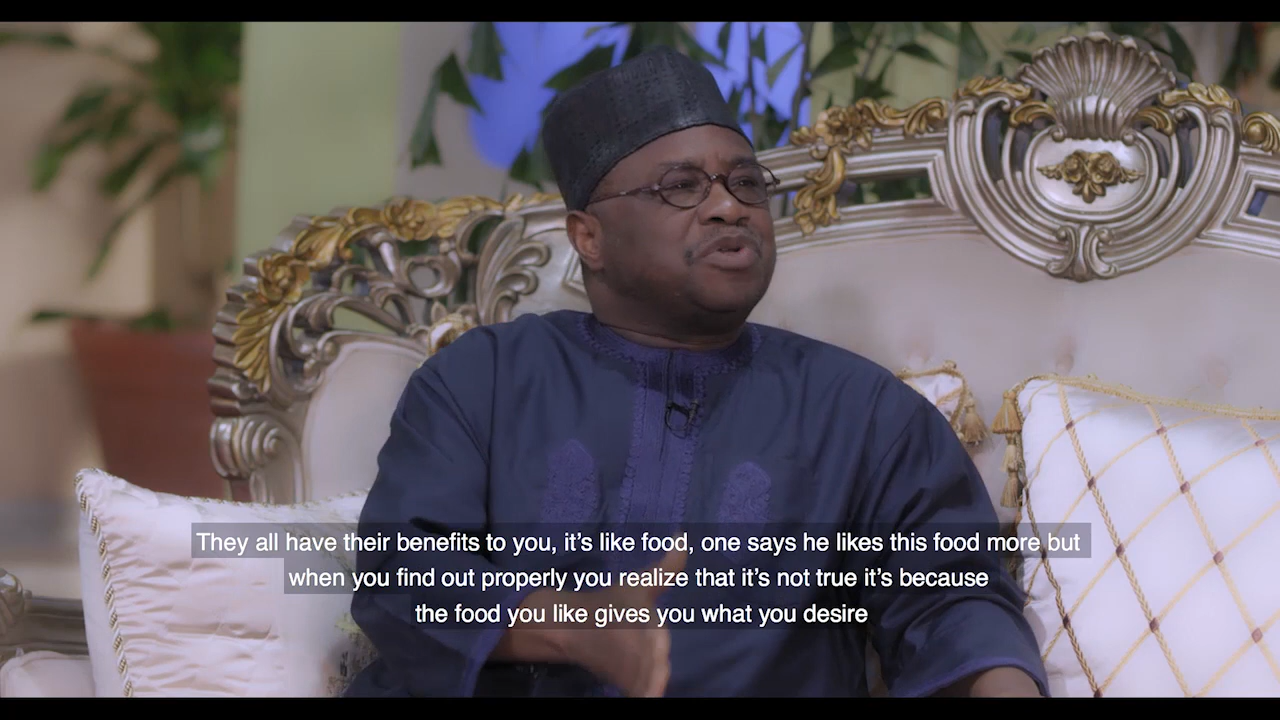 They all have their benefits to you, it’s like food, one says he likes this food more but
when you find out properly you realize that it’s not true it’s because
the food you like gives you what you desire